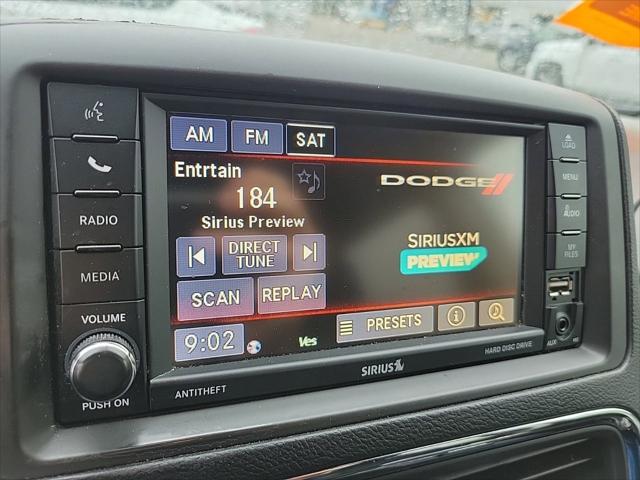 AM FM SAT
LOAD
MENU
AUDIO
MY
FILES
RADIO
MEDIA
VOLUME
PUSH ON
Entrtain
184
Sirius Preview
DIRECT
TUNE
SCAN REPLAY
9:02
PRESETS
DODGE
SIRIUSXM
PREVIEW
ANTITHEFT
SIRIUS
HARD DISC DRIVE
AUX